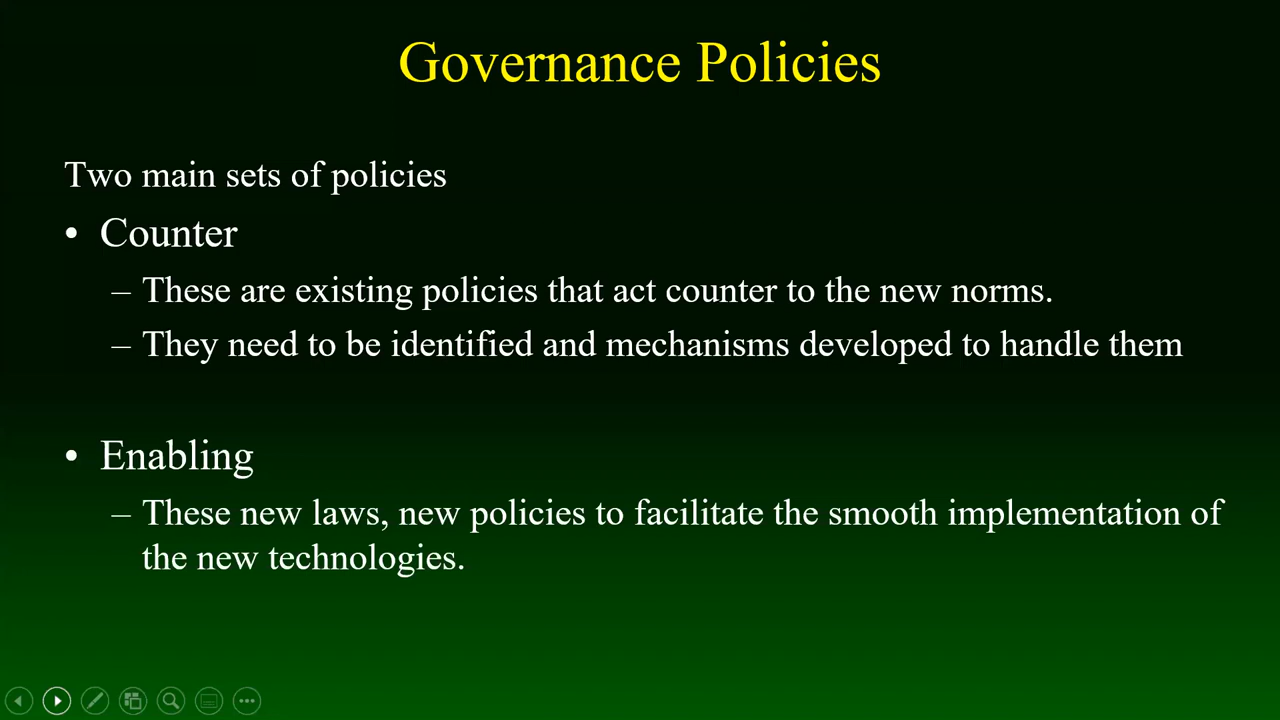 Governance Policies
Two main sets of policies
• Counter
– These are existing policies that act counter to the new norms.
– They need to be identified and mechanisms developed to handle them
• Enabling
– These new laws, new policies to facilitate the smooth implementation of
the new technologies.